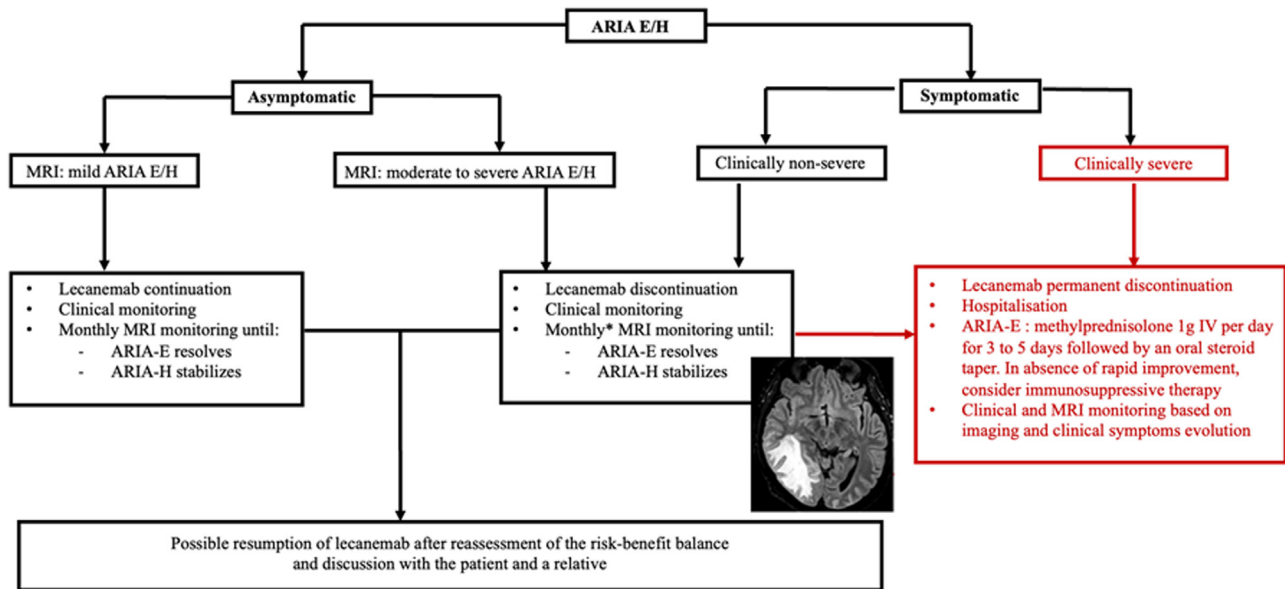 ARIA E/H
Asymptomatic
Symptomatic
MRI: mild ARIA E/H
MRI: moderate to severe ARIA E/H
Clinically non-severe
Clinically severe
• Lecanemab continuation
• Clinical monitoring
• Monthly MRI monitoring until:
- ARIA-E resolves
- ARIA-H stabilizes
• Lecanemab discontinuation
• Clinical monitoring
• Monthly* MRI monitoring until:
- ARIA-E resolves
- ARIA-H stabilizes
• Lecanemab permanent discontinuation
• Hospitalisation
• ARIA-E : methylprednisolone 1g IV per day
for 3 to 5 days followed by an oral steroid
taper. In absence of rapid improvement,
consider immunosuppressive therapy
• Clinical and MRI monitoring based on
imaging and clinical symptoms evolution
Possible resumption of lecanemab after reassessment of the risk-benefit balance
and discussion with the patient and a relative